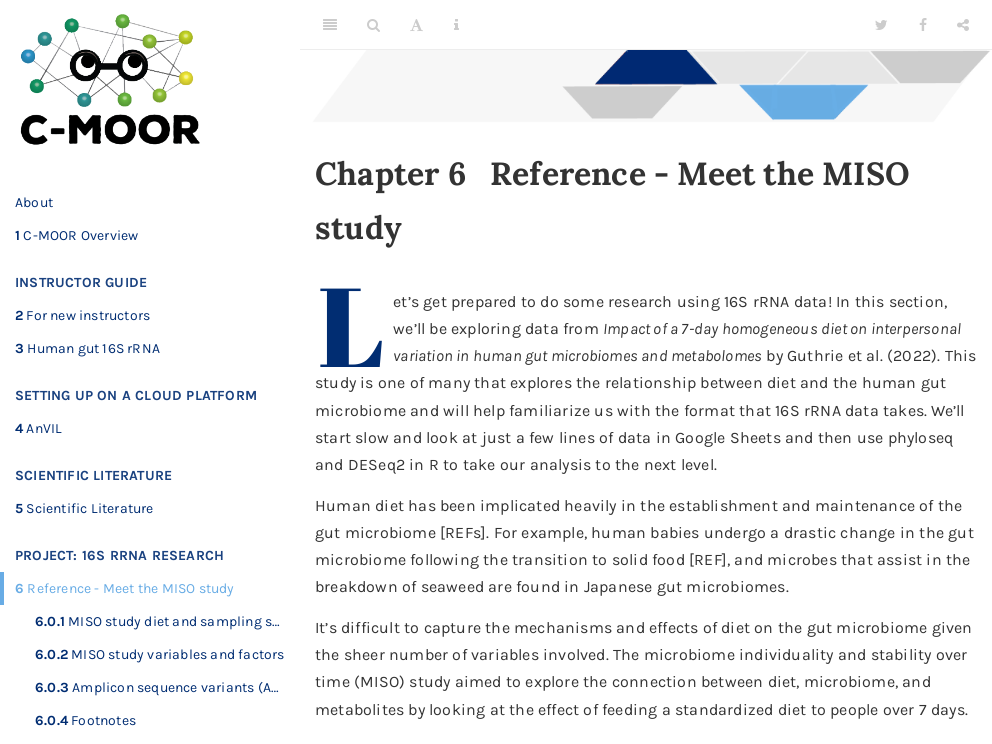 C-MOOR
About
1 C-MOOR Overview
INSTRUCTOR GUIDE
2 For new instructors
3 Human gut 16S rRNA
SETTING UP ON A CLOUD PLATFORM
4 AnVIL
SCIENTIFIC LITERATURE
5 Scientific Literature
PROJECT: 16S RRNA RESEARCH
6 Reference - Meet the MISO study
6.0.1 MISO study diet and sampling s…
6.0.2 MISO study variables and factors
6.0.3 Amplicon sequence variants (A…
6.0.4 Footnotes
A
Chapter 6 Reference - Meet the MISO
study
Let’s get prepared to do some research using 16S rRNA data! In this section,
we’ll be exploring data from Impact of a 7-day homogeneous diet on interpersonal
variation in human gut microbiomes and metabolomes by Guthrie et al. (2022). This
study is one of many that explores the relationship between diet and the human gut
microbiome and will help familiarize us with the format that 16S rRNA data takes. We’ll
start slow and look at just a few lines of data in Google Sheets and then use phyloseq
and DESeq2 in R to take our analysis to the next level.
Human diet has been implicated heavily in the establishment and maintenance of the
gut microbiome [REFs]. For example, human babies undergo a drastic change in the gut
microbiome following the transition to solid food [REF], and microbes that assist in the
breakdown of seaweed are found in Japanese gut microbiomes.
It’s difficult to capture the mechanisms and effects of diet on the gut microbiome given
the sheer number of variables involved. The microbiome individuality and stability over
time (MISO) study aimed to explore the connection between diet, microbiome, and
metabolites by looking at the effect of feeding a standardized diet to people over 7 days.